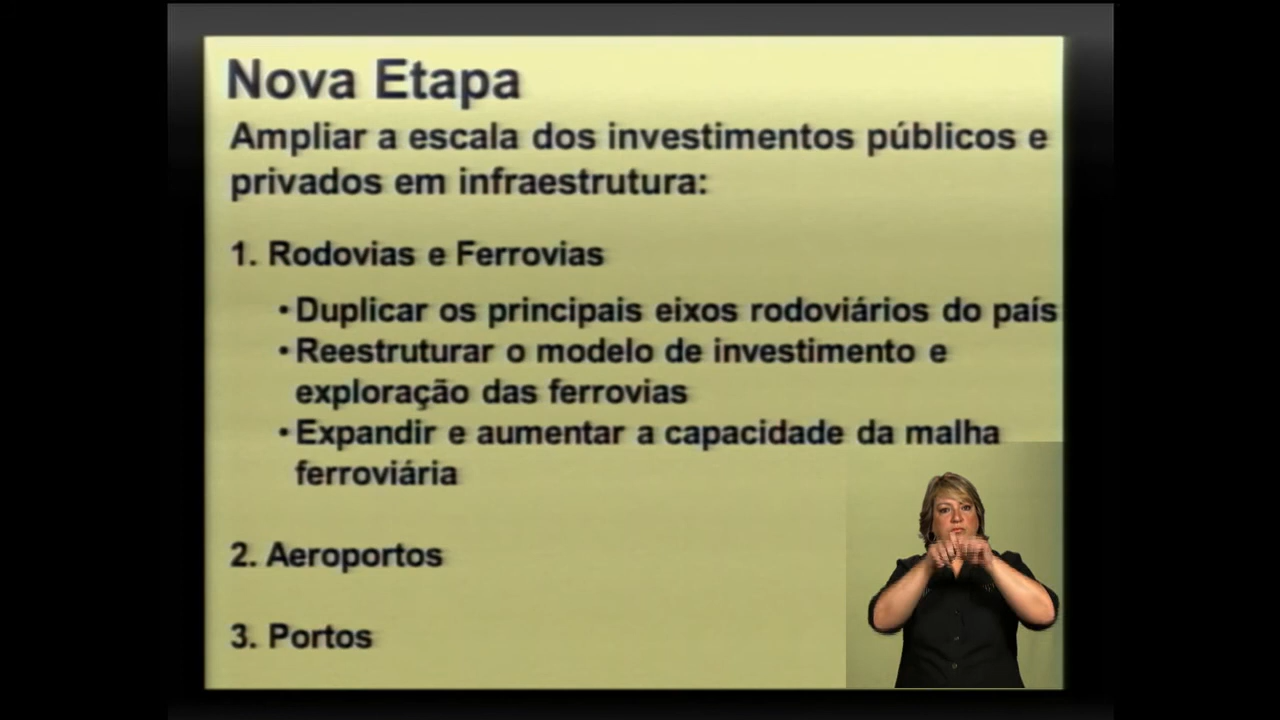 Nova Etapa
Ampliar a escala dos investimentos públicos e
privados em infraestrutura:
1. Rodovias e Ferrovias
•Duplicar os principais eixos rodoviários do país
•Reestruturar o modelo de investimento e
exploração das ferrovias
•Expandir e aumentar a capacidade da malha
ferroviária
2. Aeroportos
3. Portos